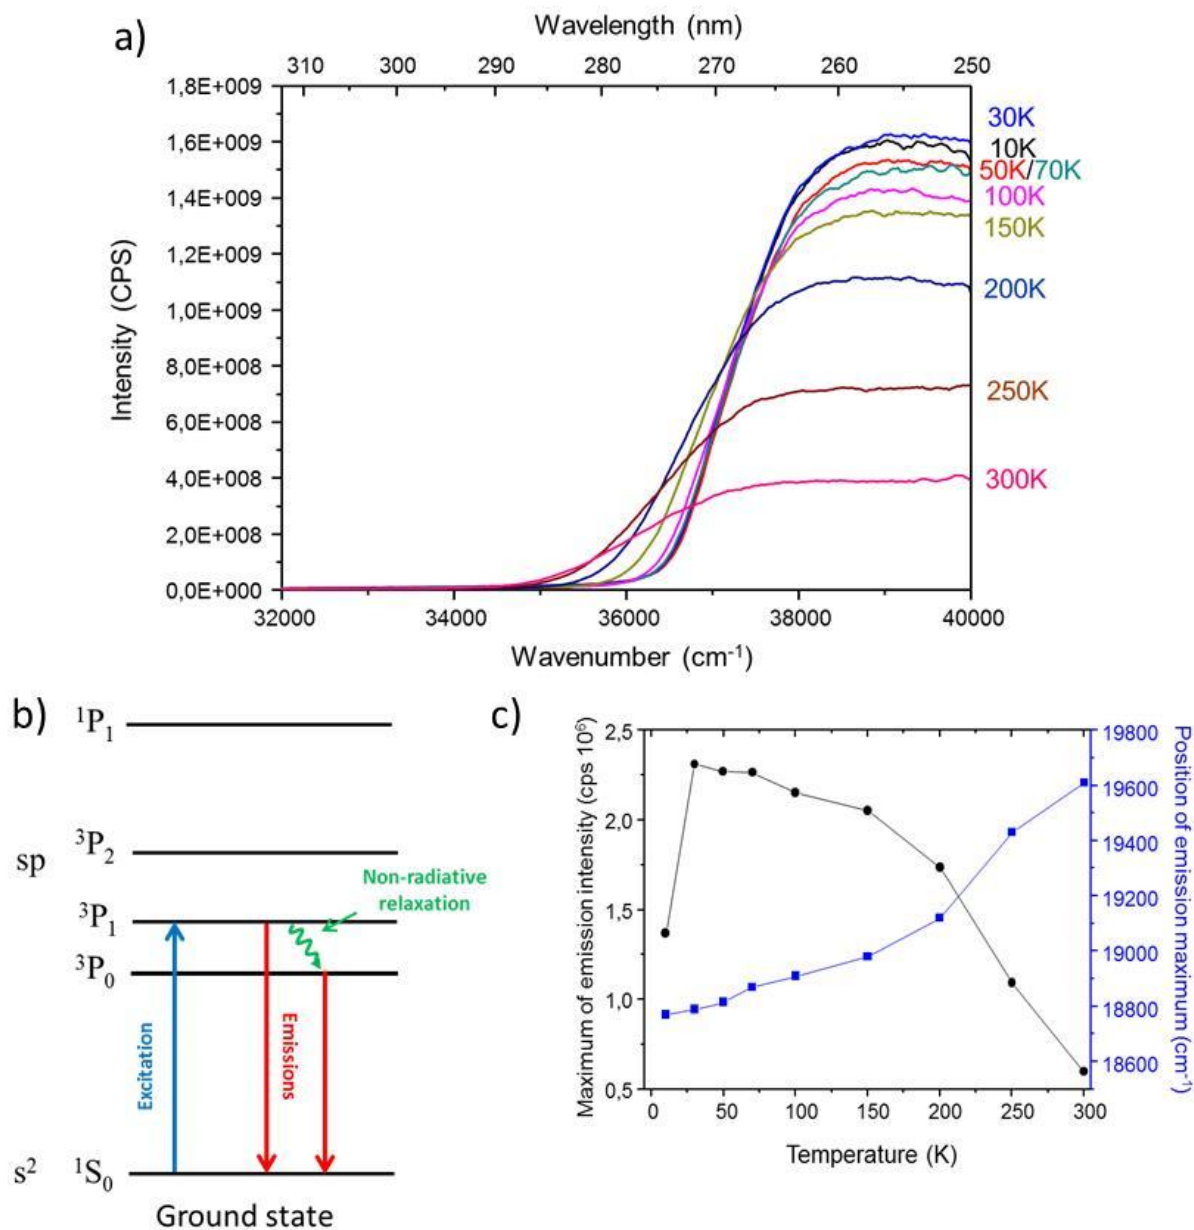 a)
Wavelength (nm)
310 300 290 280 270 260 250
1,8E+009
1,6E+009
1,4E+009
1,2E+009
1,0E+009
8,0E+008
6,0E+008
4,0E+008
2,0E+008
0,0E+000
Intensity (CPS)
30K
10K
50K/70K
100K
150K
200K
250K
300K
32000 34000 36000 38000 40000
Wavenumber (cm⁻¹)
b)
¹P₁
³P₂
sp
³P₁
³P₀
Non-radiative
relaxation
Excitation
Emissions
s² ¹S₀
Ground state
c)
Maximum of emission intensity (cps 10⁶)
2,5
2,0
1,5
1,0
0,5
19800
19600
19400
19200
19000
18800
18600
Position of emission maximum (cm⁻¹)
0 50 100 150 200 250 300
Temperature (K)